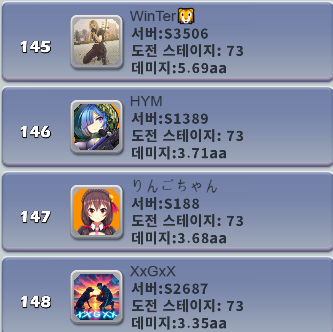 145
WinTer🐯
서버:S3506
도전 스테이지: 73
데미지:5.69aa
146
HYM
서버:S1389
도전 스테이지: 73
데미지:3.71aa
147
りんごちゃん
서버:S188
도전 스테이지: 73
데미지:3.68aa
148
XxGxX
서버:S2687
도전 스테이지: 73
데미지:3.35aa
XXGXX